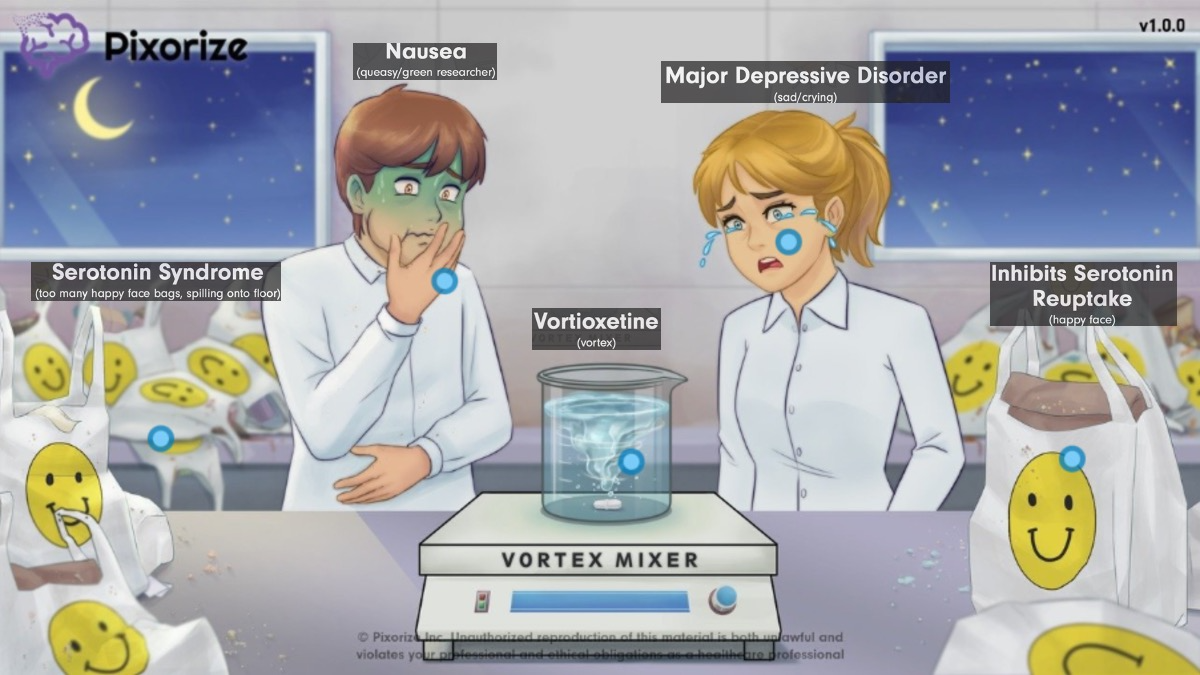 Pixorize
v1.0.0
Nausea
(queasy/green researcher)
Major Depressive Disorder
(sad/crying)
Serotonin Syndrome
(too many happy face bags, spilling onto floor)
Inhibits Serotonin
Reuptake
(happy face)
Vortioxetine
(vortex)
VORTEX MIXER
© Pixorize Inc. Unauthorized reproduction of this material is both unlawful and
violates your professional and ethical obligations as a healthcare professional